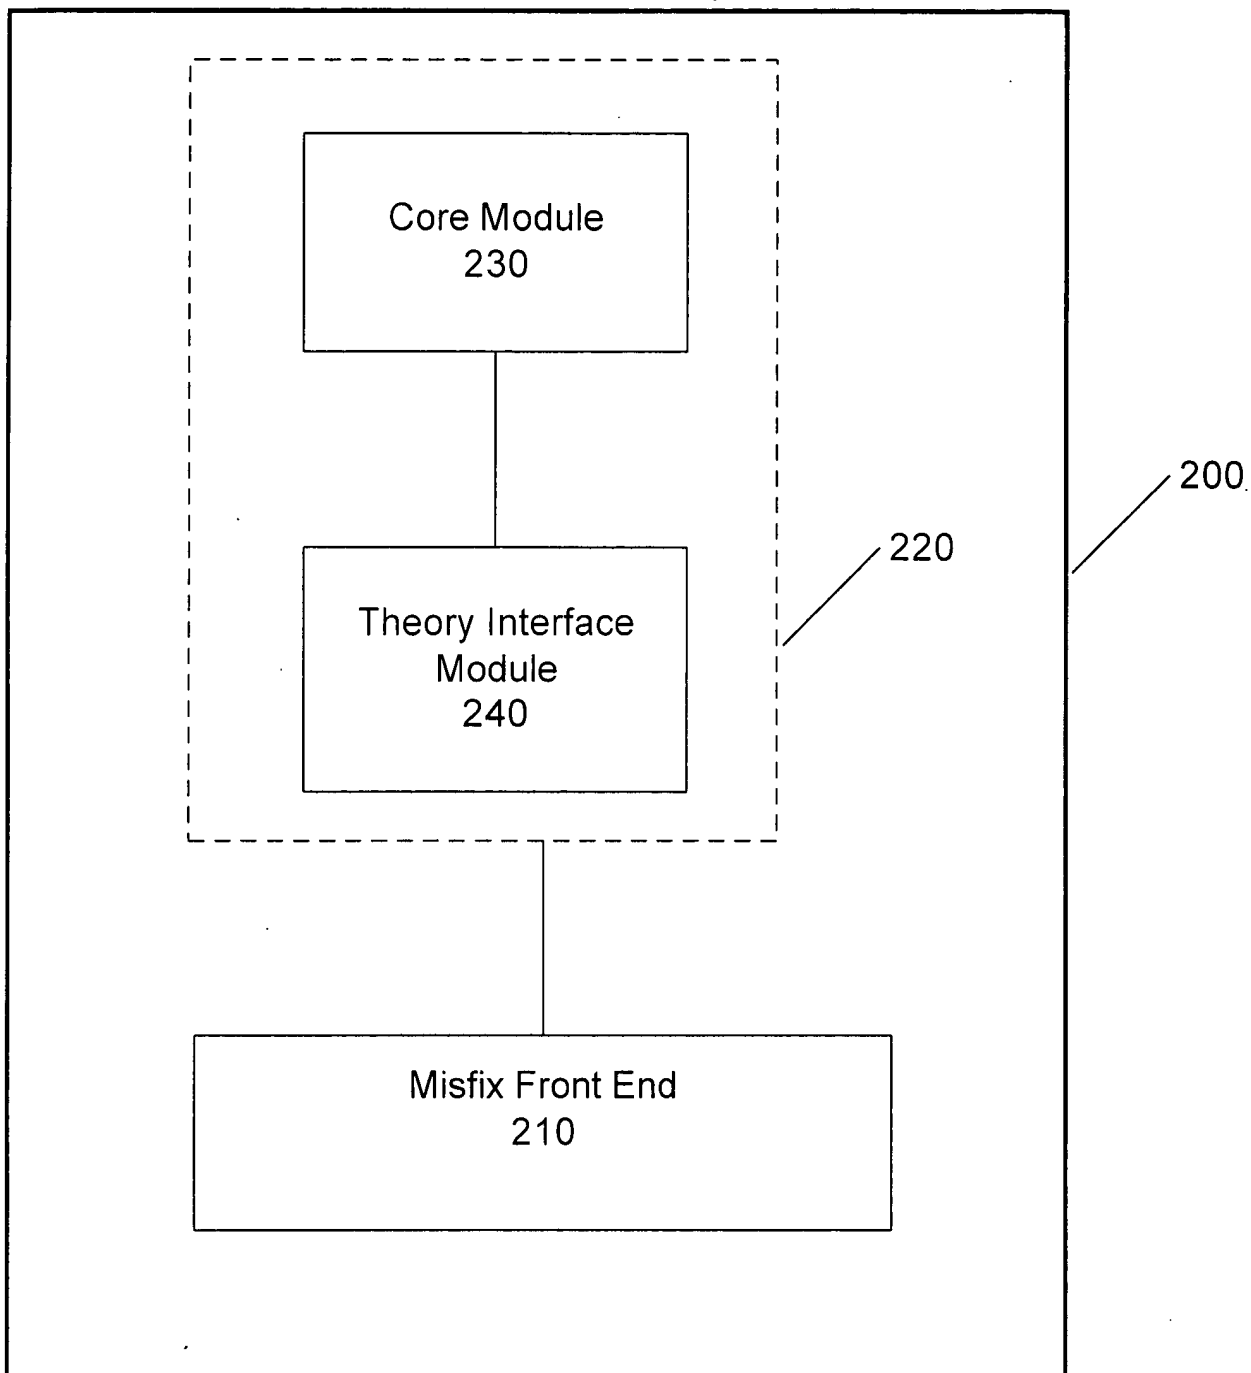 Core Module
230
200
220
Theory Interface
Module
240
Misfix Front End
210